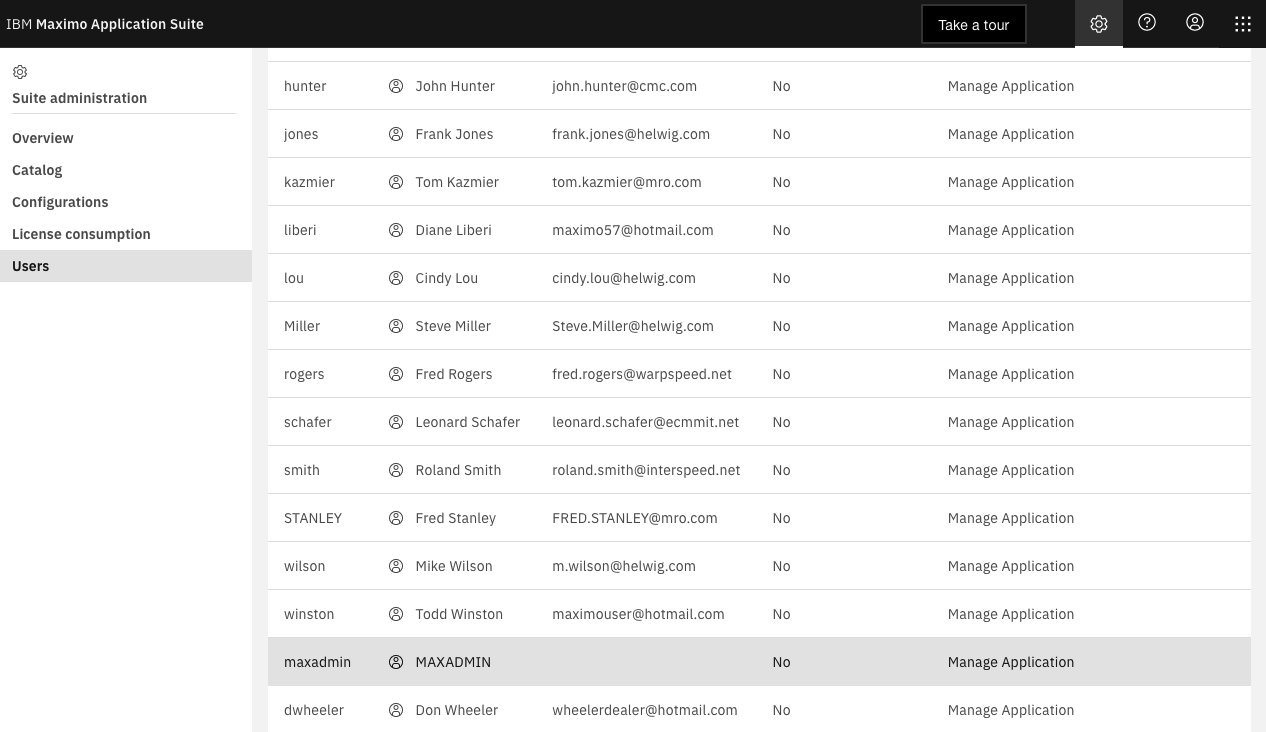 IBM Maximo Application Suite
Take a tour
Suite administration
Overview
Catalog
Configurations
License consumption
Users
hunter John Hunter john.hunter@cmc.com No Manage Application
jones Frank Jones frank.jones@helwig.com No Manage Application
kazmier Tom Kazmier tom.kazmier@mro.com No Manage Application
liberi Diane Liberi maximo57@hotmail.com No Manage Application
lou Cindy Lou cindy.lou@helwig.com No Manage Application
Miller Steve Miller Steve.Miller@helwig.com No Manage Application
rogers Fred Rogers fred.rogers@warpspeed.net No Manage Application
schafer Leonard Schafer leonard.schafer@ecmmit.net No Manage Application
smith Roland Smith roland.smith@interspeed.net No Manage Application
STANLEY Fred Stanley FRED.STANLEY@mro.com No Manage Application
wilson Mike Wilson m.wilson@helwig.com No Manage Application
winston Todd Winston maximouser@hotmail.com No Manage Application
maxadmin MAXADMIN No Manage Application
dwheeler Don Wheeler wheelerdealer@hotmail.com No Manage Application